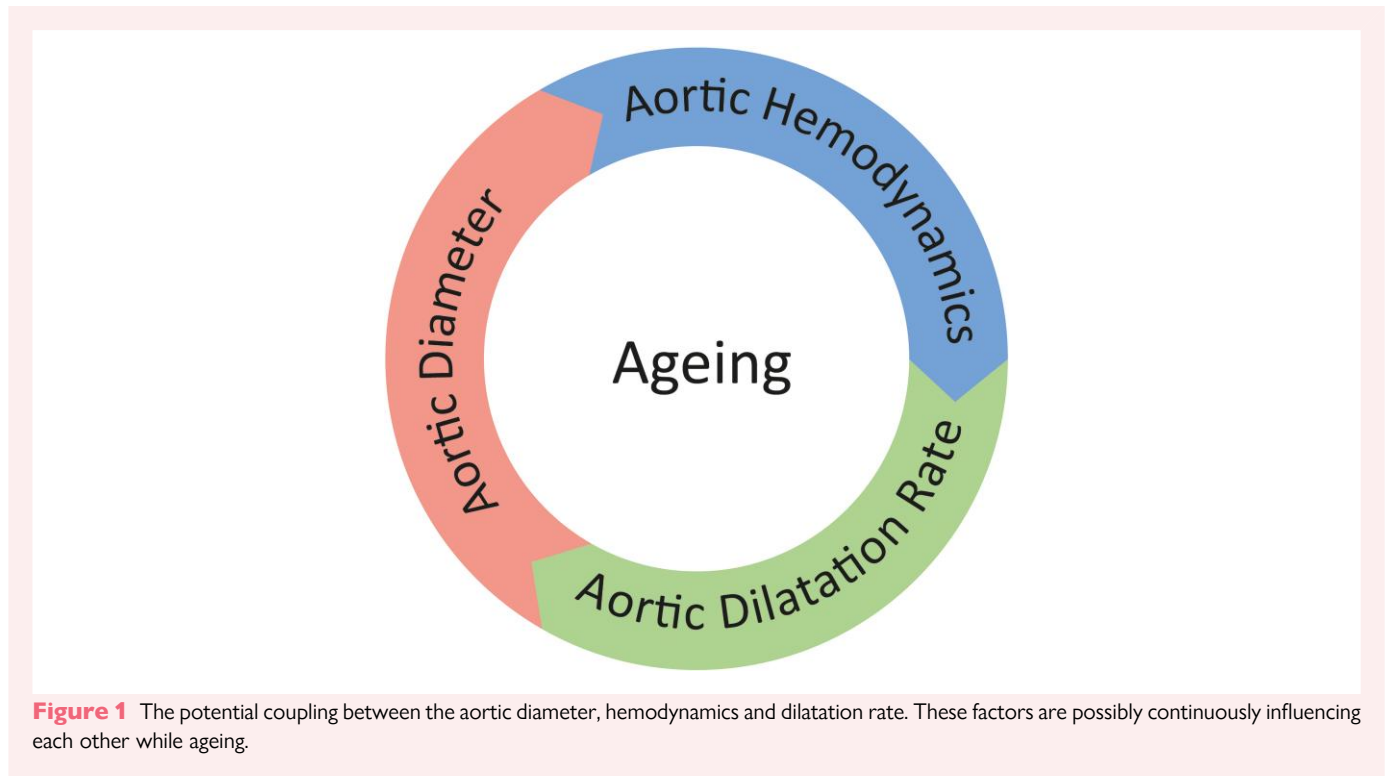 Aortic Hemodynamics
Aortic Diameter
Ageing
Aortic Dilatation Rate
Figure 1 The potential coupling between the aortic diameter, hemodynamics and dilatation rate. These factors are possibly continuously influencing
each other while ageing.